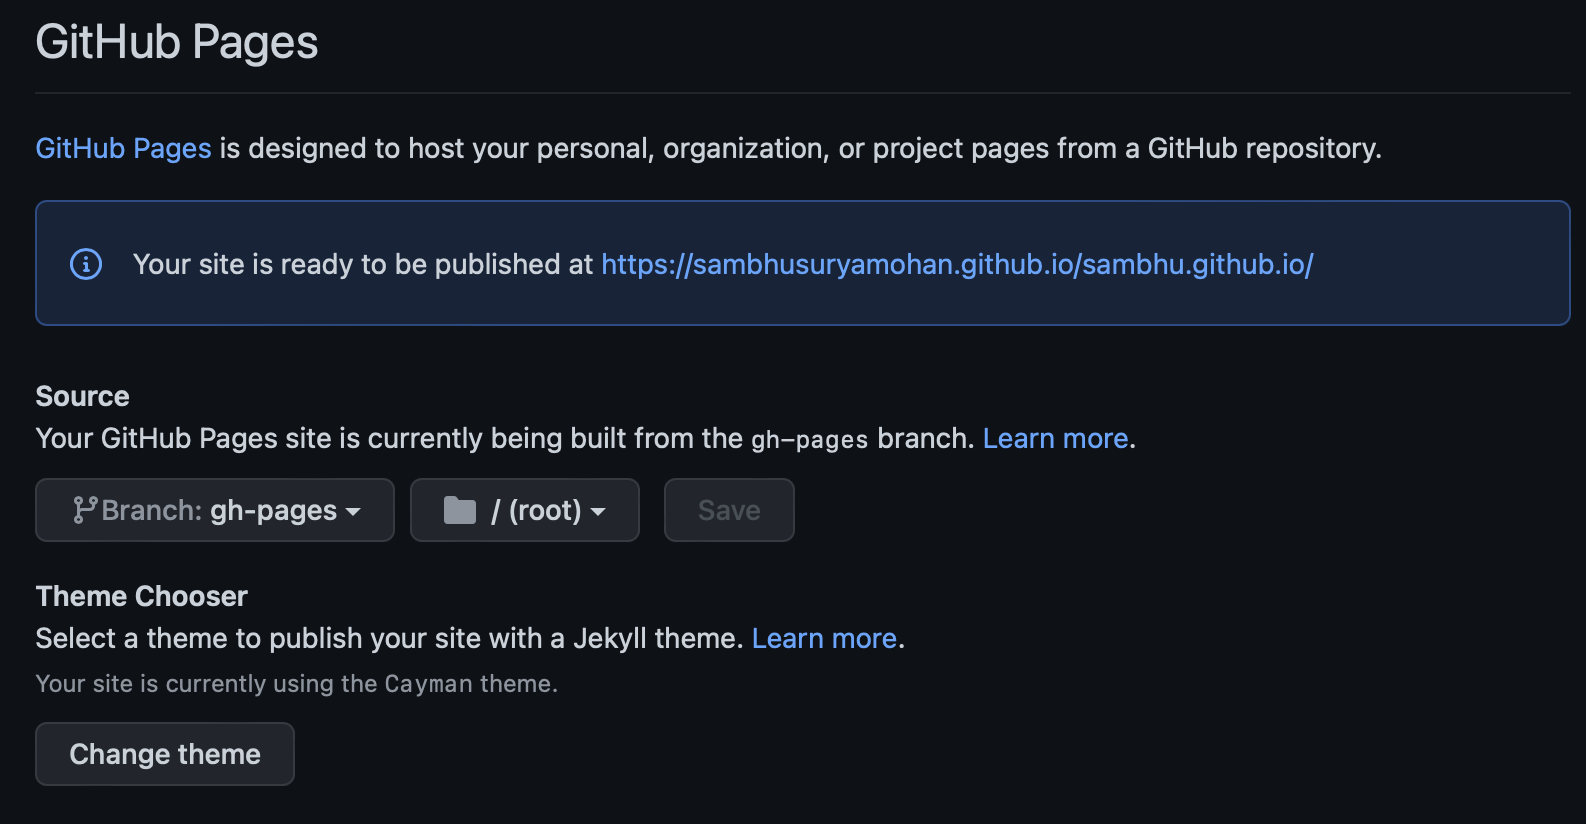 GitHub Pages
GitHub Pages is designed to host your personal, organization, or project pages from a GitHub repository.
Your site is ready to be published at https://sambhusuryamohan.github.io/sambhu.github.io/
Source
Your GitHub Pages site is currently being built from the gh-pages branch. Learn more.
Branch: gh-pages / (root) Save
Theme Chooser
Select a theme to publish your site with a Jekyll theme. Learn more.
Your site is currently using the Cayman theme.
Change theme